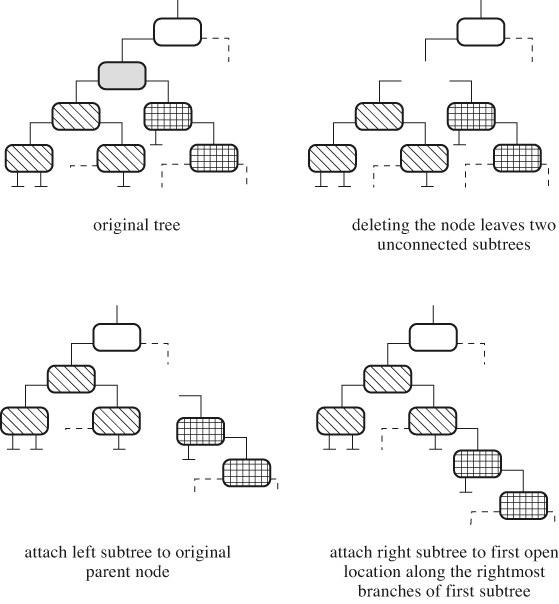 original tree
deleting the node leaves two
unconnected subtrees
attach left subtree to original
parent node
attach right subtree to first open
location along the rightmost
branches of first subtree